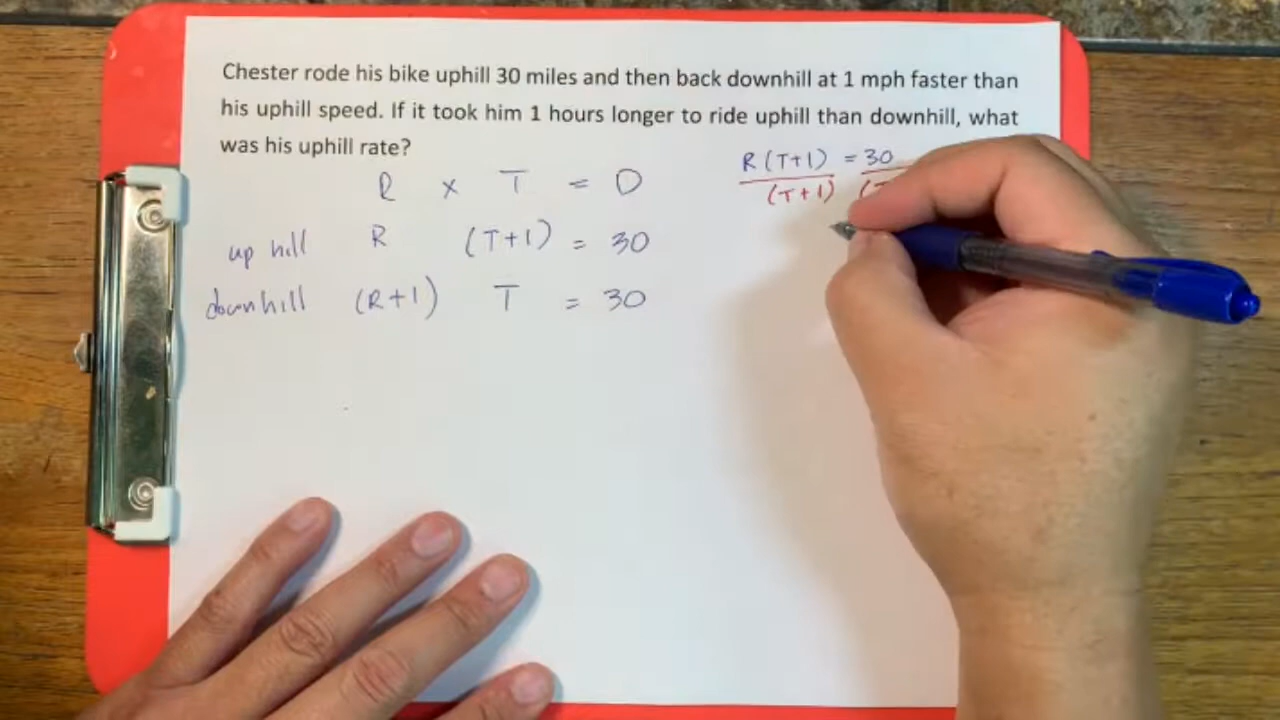 Chester rode his bike uphill 30 miles and then back downhill at 1 mph faster than
his uphill speed. If it took him 1 hours longer to ride uphill than downhill, what
was his uphill rate?
R x T = D
up hill R (T+1) = 30
downhill (R+1) T = 30
R(T+1) = 30
(T+1) (T